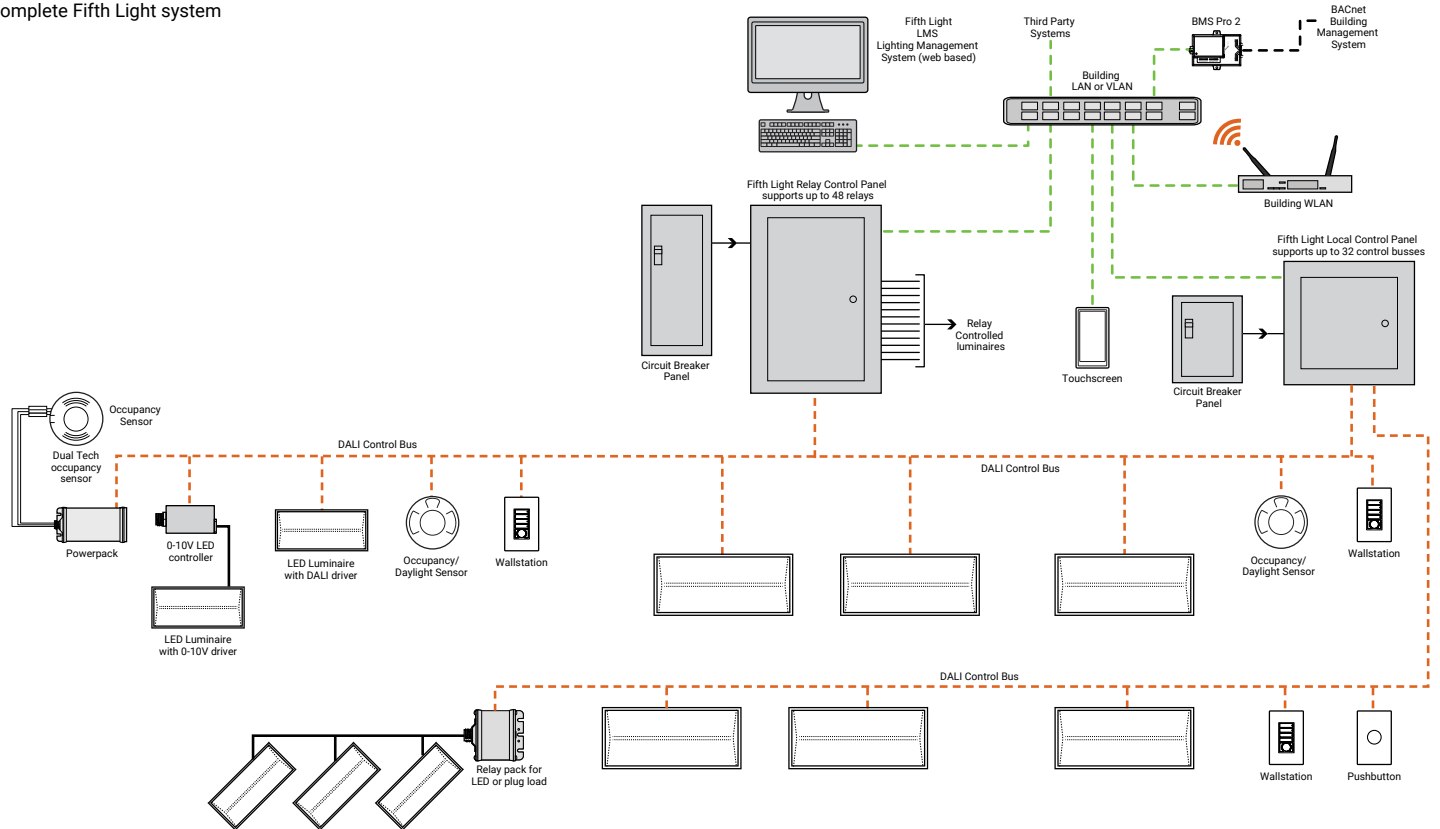 omplete Fifth Light system
Fifth Light
LMS
Lighting Management
System (web based)
Third Party
Systems
BMS Pro 2
BACnet
Building
Management
System
Building
LAN or VLAN
Building WLAN
Fifth Light Relay Control Panel
supports up to 48 relays
Fifth Light Local Control Panel
supports up to 32 control busses
Relay
Controlled
luminaires
Circuit Breaker
Panel
Touchscreen
Circuit Breaker
Panel
Occupancy
Sensor
Dual Tech
occupancy
sensor
DALI Control Bus
DALI Control Bus
Powerpack
0-10V LED
controller
LED Luminaire
with DALI driver
Occupancy/
Daylight Sensor
Wallstation
Occupancy/
Daylight Sensor
Wallstation
LED Luminaire
with 0-10V driver
DALI Control Bus
Relay pack for
LED or plug load
Wallstation
Pushbutton